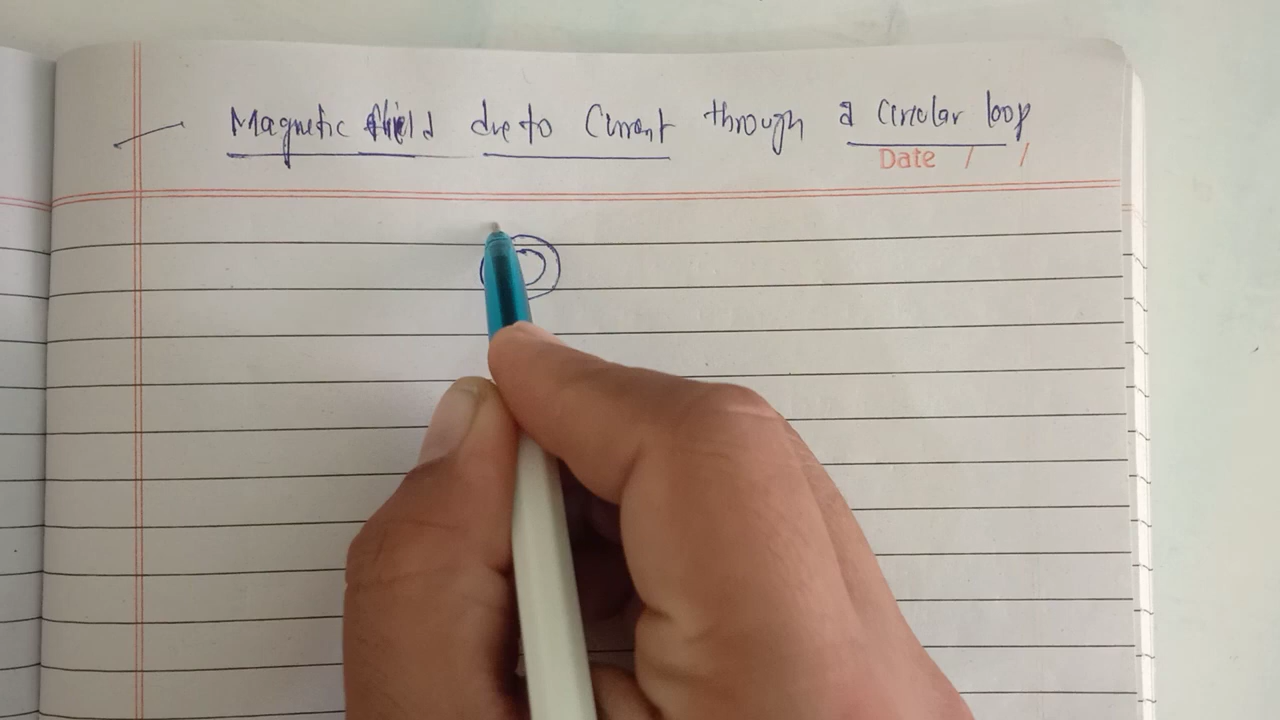 Magnetic field due to Current through a circular loop
Date / /